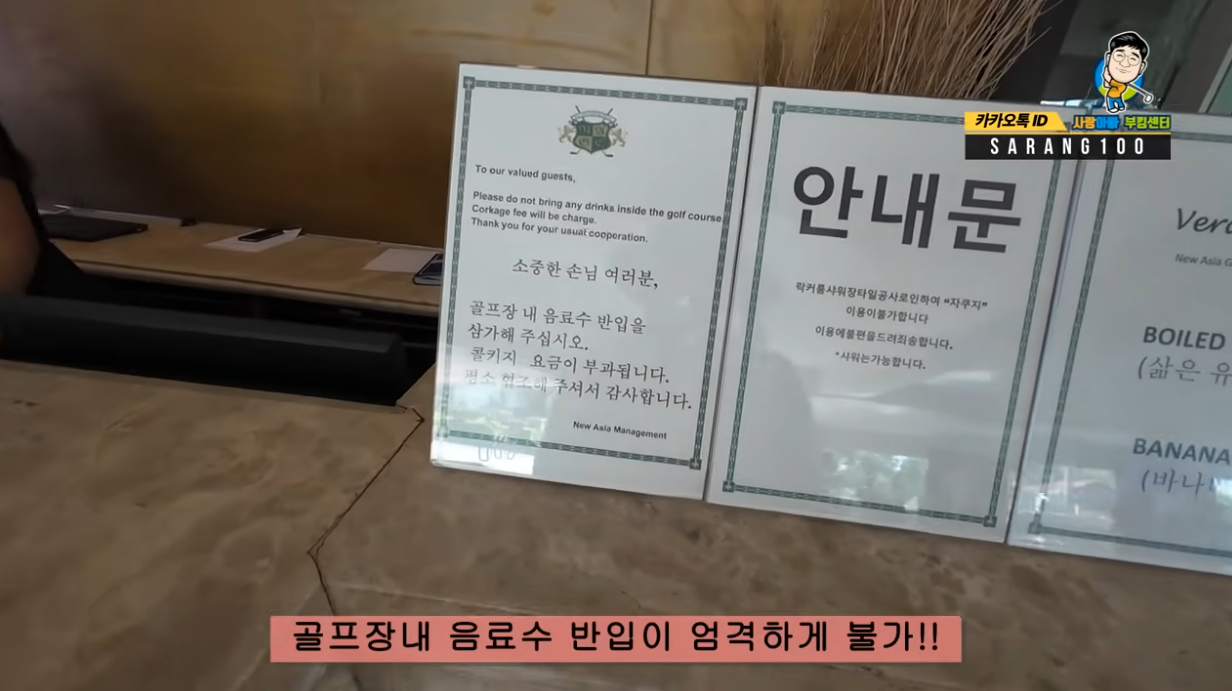 카카오톡 ID
사랑아빠 부킹센터
SARANG100
To our valued guests,
Please do not bring any drinks inside the golf course.
Corkage fee will be charge.
Thank you for your usual cooperation.
소중한 손님 여러분,
골프장 내 음료수 반입을
삼가해 주십시오.
콜키지 요금이 부과됩니다.
평소 협조해 주셔서 감사합니다.
New Asia Management
안내문
락커룸샤워장타일공사로인하여 "자쿠지"
이용이불가합니다
이용에불편을드려죄송합니다.
*샤워는가능합니다.
New Asia
BOILED
(삶은
BANANA
(바나
골프장내 음료수 반입이 엄격하게 불가!!